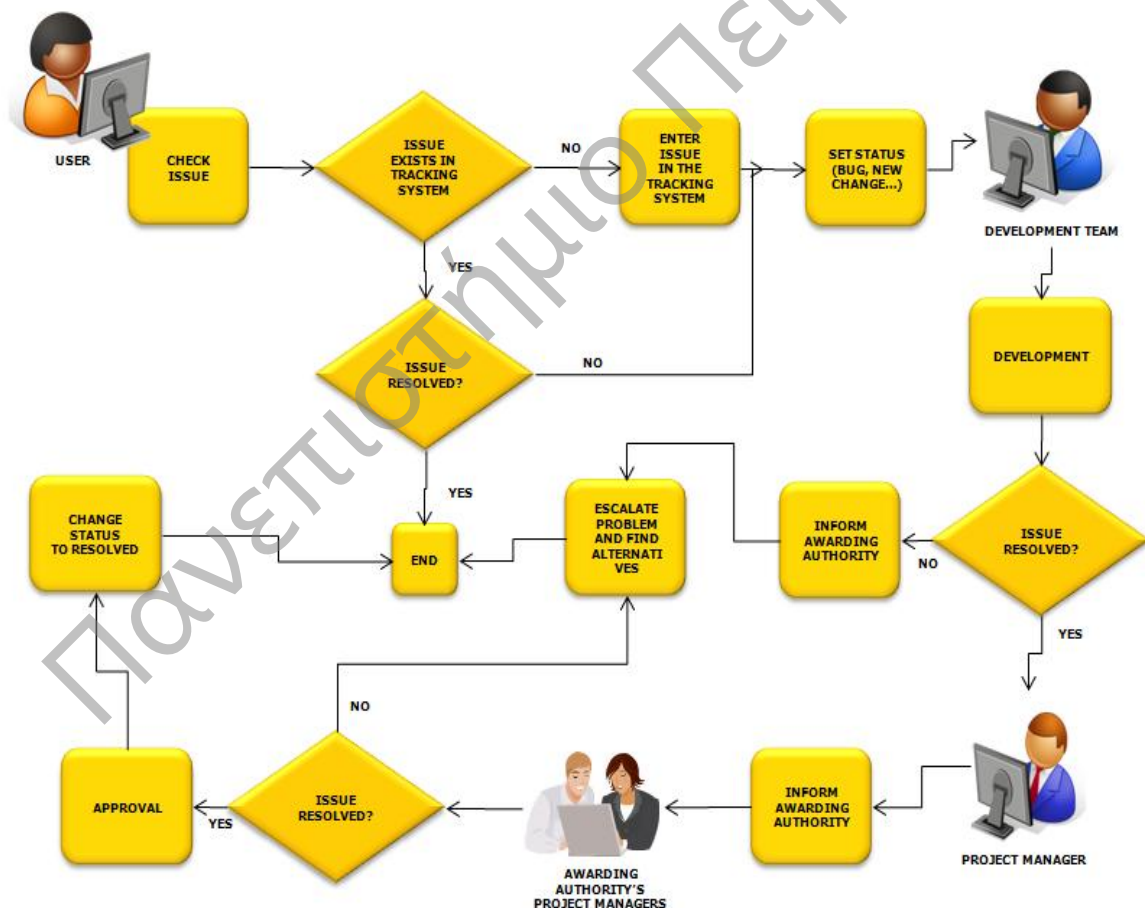 USER
CHECK
ISSUE
ISSUE
EXISTS IN
TRACKING
SYSTEM
NO
ENTER
ISSUE
IN THE
TRACKING
SYSTEM
SET STATUS
(BUG, NEW
CHANGE...)
DEVELOPMENT TEAM
YES
ISSUE
RESOLVED?
NO
DEVELOPMENT
YES
CHANGE
STATUS
TO RESOLVED
END
ESCALATE
PROBLEM
AND FIND
ALTERNATI
VES
INFORM
AWARDING
AUTHORITY
NO
ISSUE
RESOLVED?
YES
NO
APPROVAL
YES
ISSUE
RESOLVED?
AWARDING
AUTHORITY'S
PROJECT MANAGERS
INFORM
AWARDING
AUTHORITY
PROJECT MANAGER
Πανεπιστήμιο